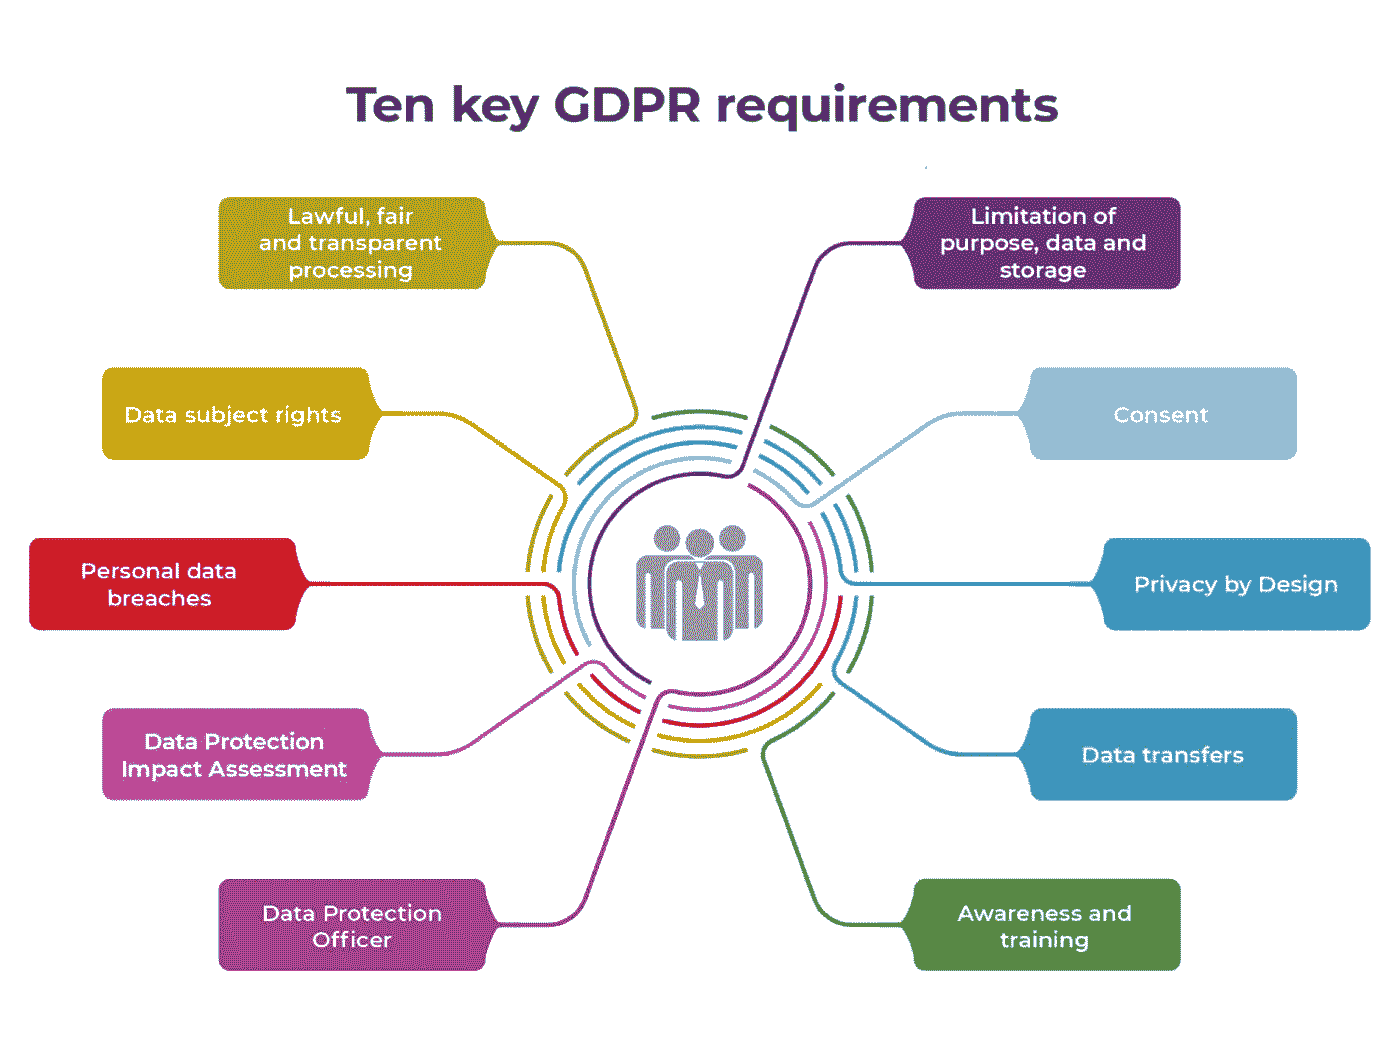 Ten key GDPR requirements
Lawful, fair
and transparent
processing
Limitation of
purpose, data and
storage
Data subject rights
Consent
Personal data
breaches
Privacy by Design
Data Protection
Impact Assessment
Data transfers
Data Protection
Officer
Awareness and
training